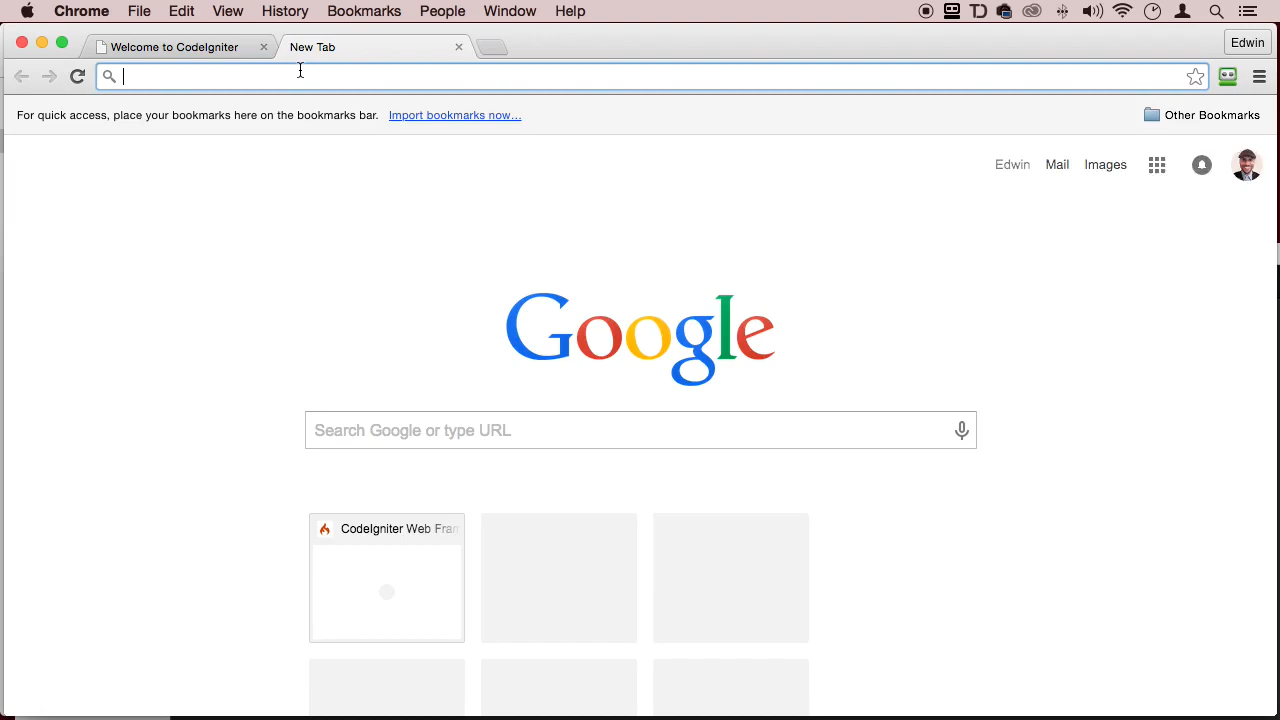 Chrome File Edit View History Bookmarks People Window Help
Welcome to CodeIgniter New Tab Edwin
For quick access, place your bookmarks here on the bookmarks bar. Import bookmarks now... Other Bookmarks
Edwin Mail Images
Google
Search Google or type URL
CodeIgniter Web Fram